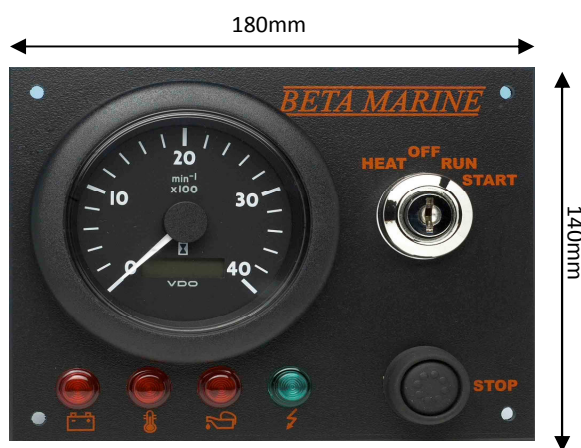 180mm
BETA MARINE
HEAT OFF RUN START
20
min⁻¹
x100
10
30
0
40
VDO
STOP
140mm